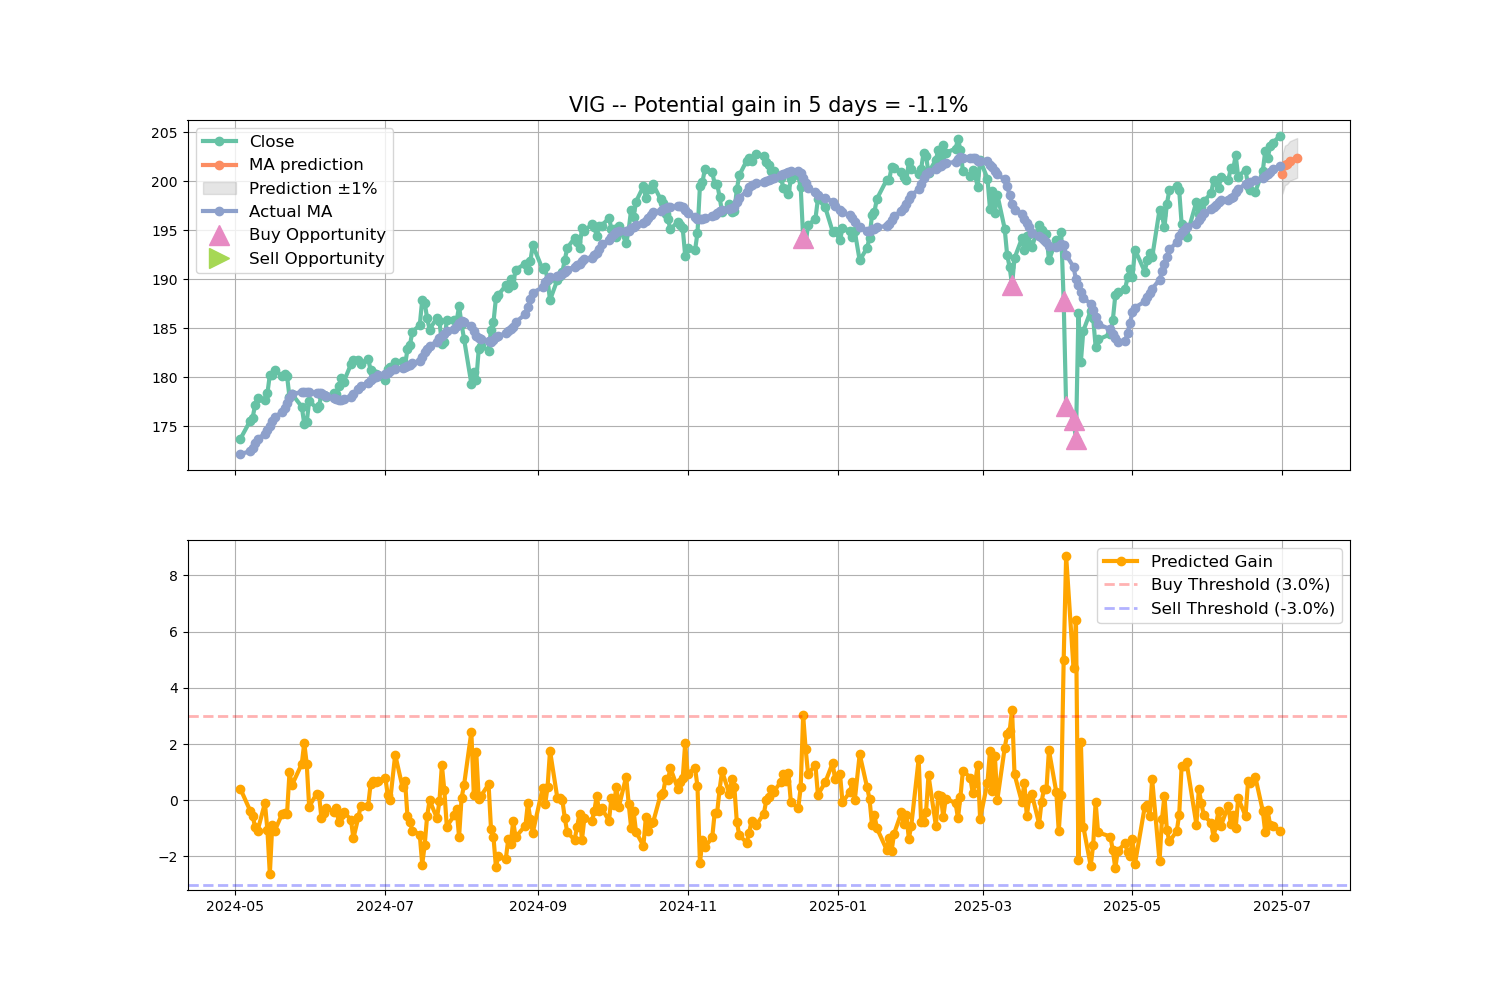 VIG -- Potential gain in 5 days = -1.1%
205
200
195
190
185
180
175
Close
MA prediction
Prediction ±1%
Actual MA
Buy Opportunity
Sell Opportunity
8
6
4
2
0
−2
Predicted Gain
Buy Threshold (3.0%)
Sell Threshold (-3.0%)
2024-05
2024-07
2024-09
2024-11
2025-01
2025-03
2025-05
2025-07